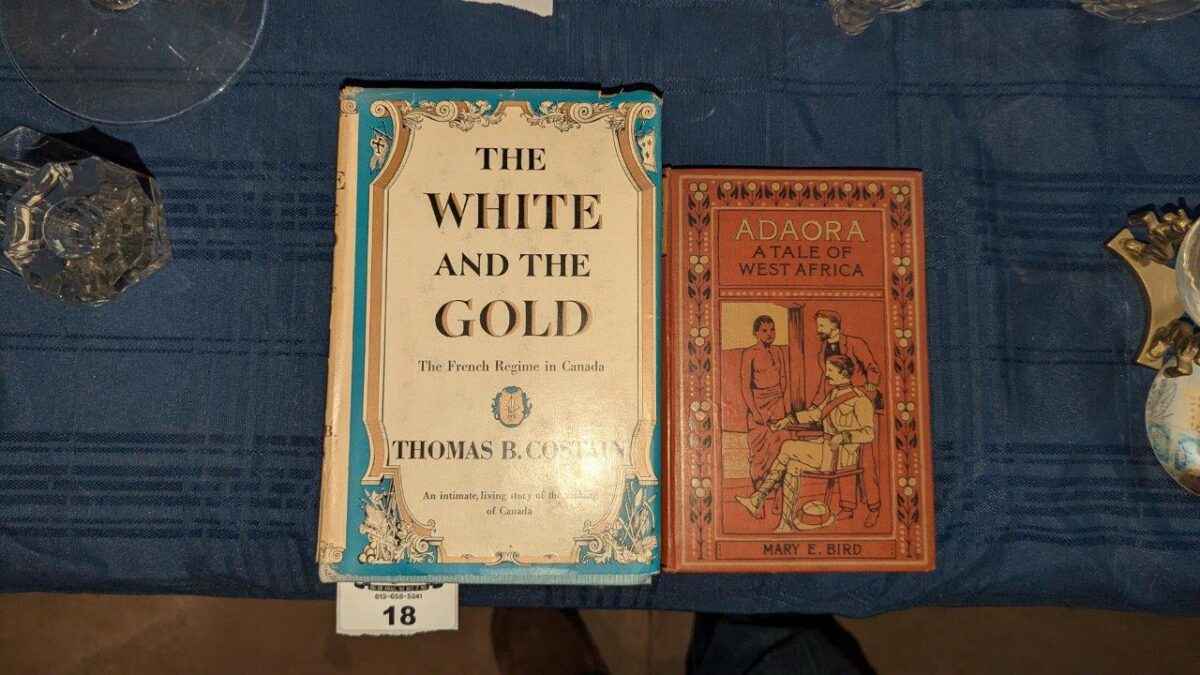 THE
WHITE
AND THE
GOLD
The French Regime in Canada
THOMAS B. COSTAIN
An intimate, living story of the making
of Canada
ADAORA
A TALE OF
WEST AFRICA
MARY E. BIRD
18